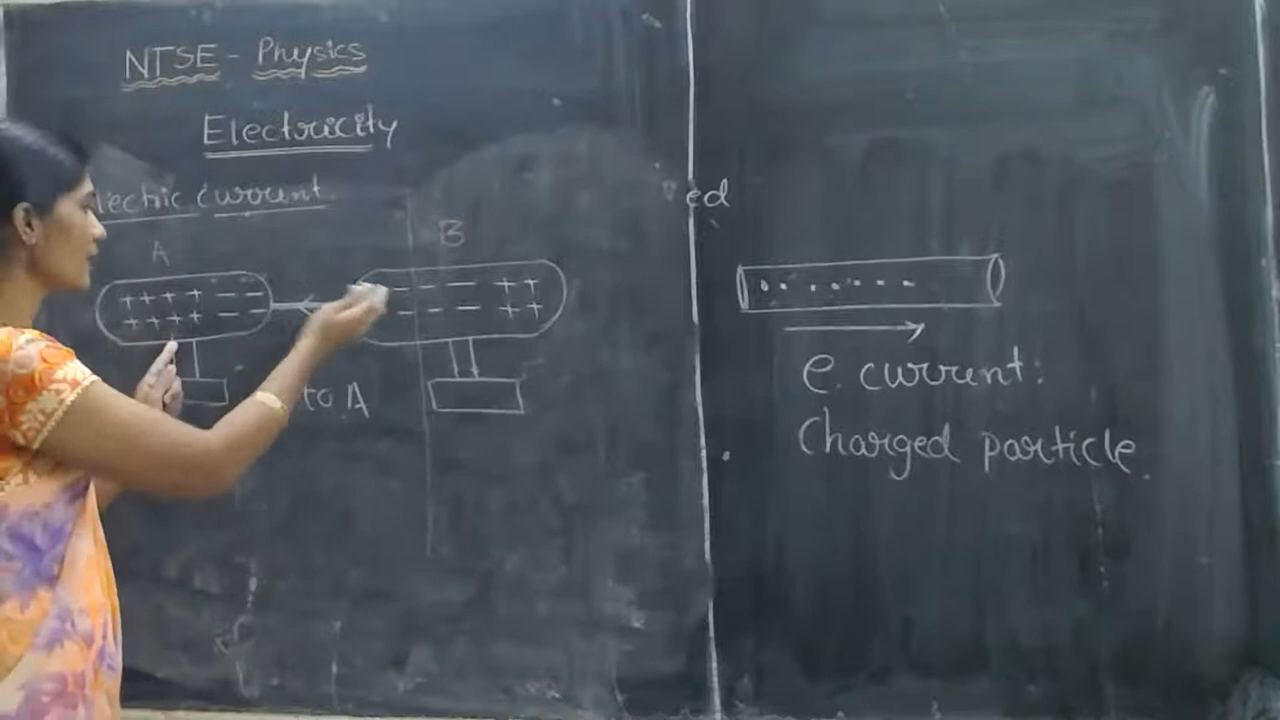 NTSE - Physics
Electricity
lectric current
A
B
++++ – –
++++ – –
– – – ++
– – – ++
to A
ed
e. current:
Charged particle.